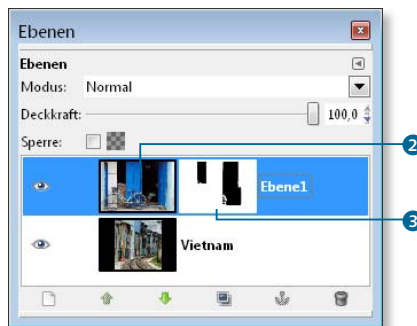 Ebenen
Ebenen
Modus: Normal
Deckkraft: 100,0
Sperre:
2
Ebene1
3
Vietnam